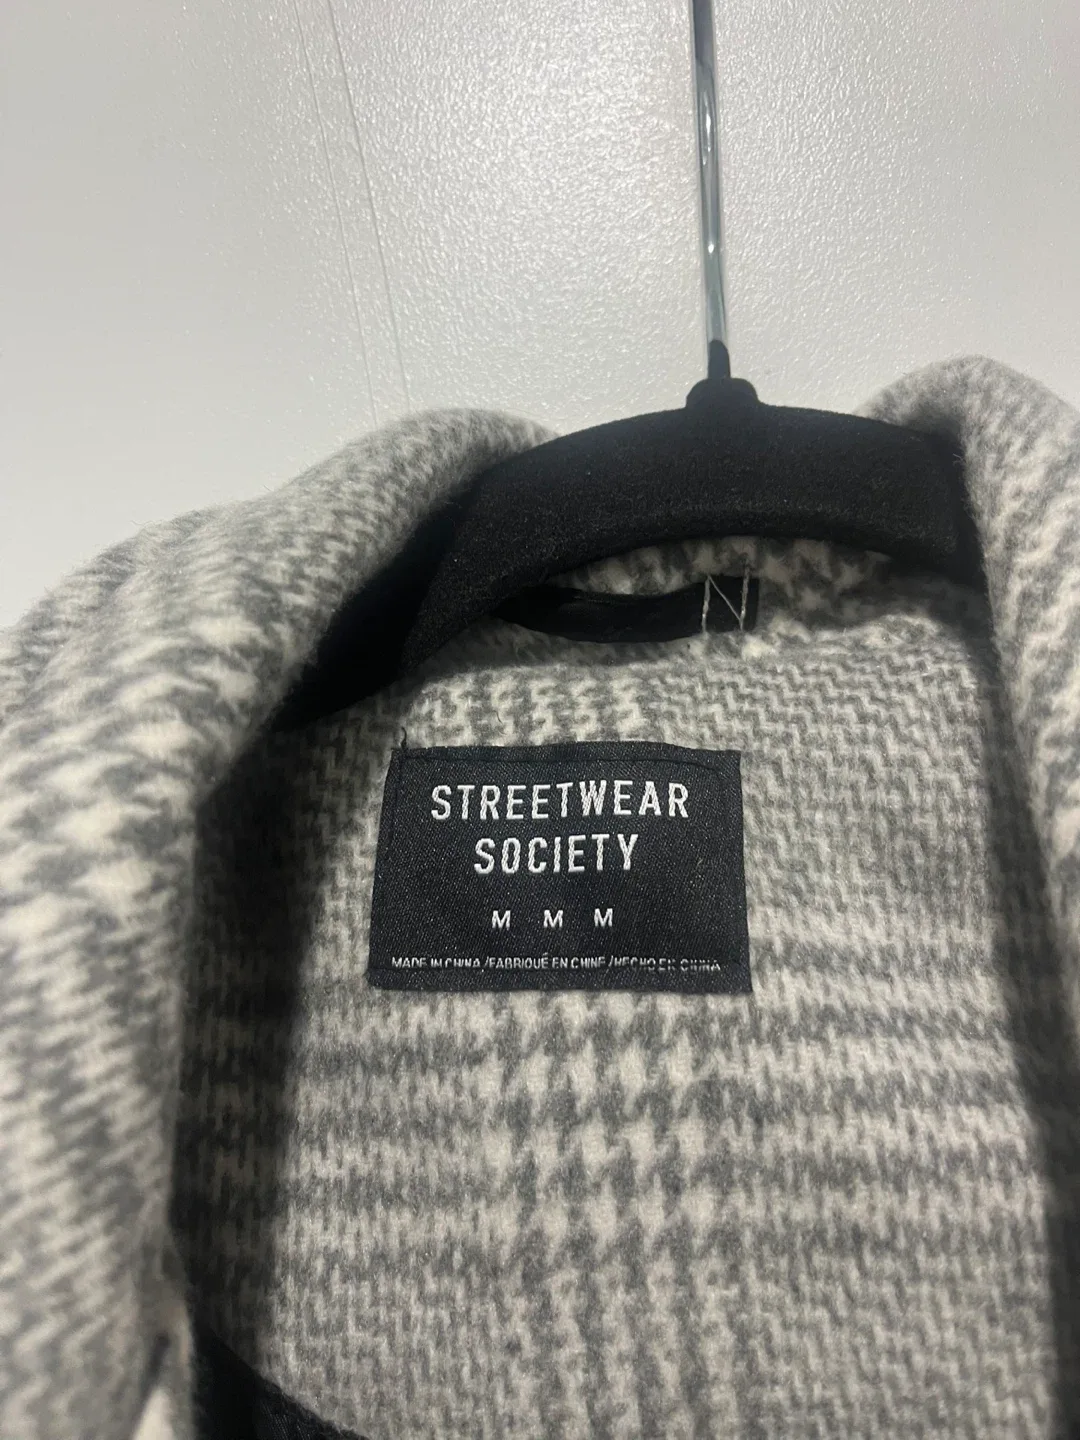 STREETWEAR
SOCIETY
M M M
MADE IN CHINA/FABRIQUÉ EN CHINE/HECHO EN CHINA